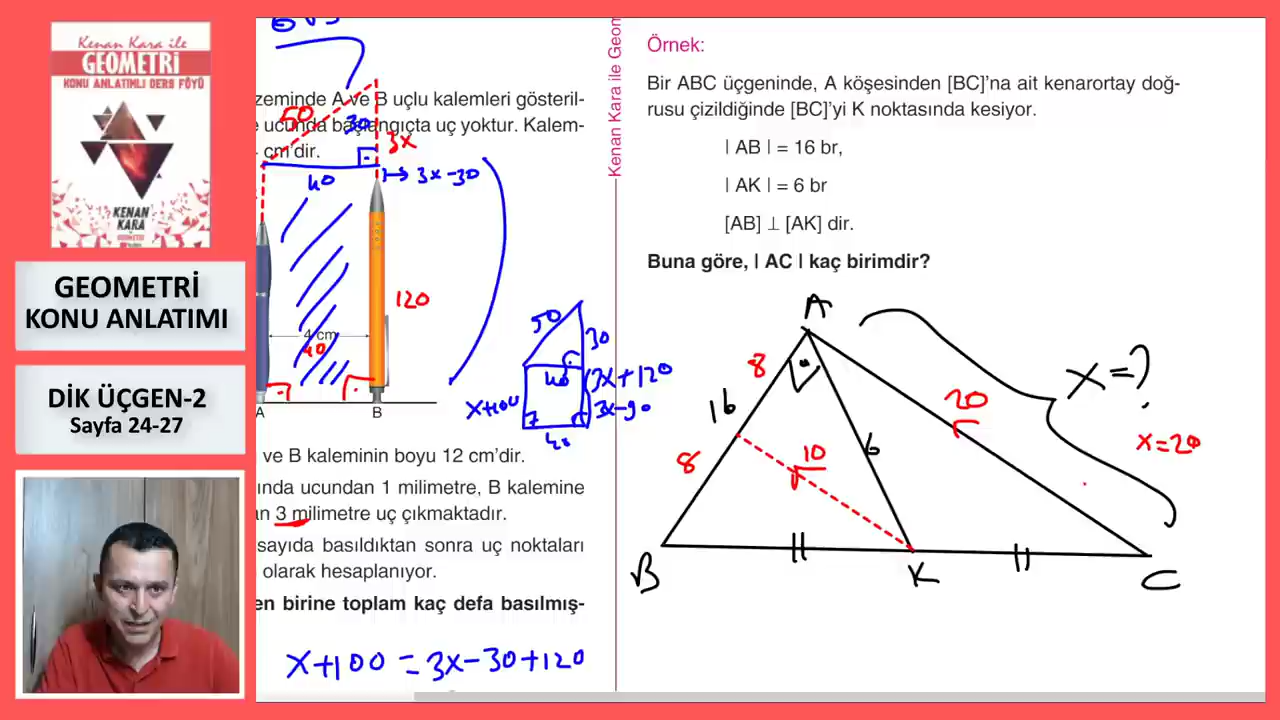 Kenan Kara ile
GEOMETRİ
KONU ANLATIMLI DERS FÖYÜ
KENAN
KARA
GEOMETRİ
KONU ANLATIMI
DİK ÜÇGEN-2
Sayfa 24-27
zeminde A ve B uçlu kalemleri gösteril-
ucunda başlangıçta uç yoktur. Kalem-
cm'dir.
50
30
3x
40
3x-30
120
4 cm
40
A
B
50
30
40
3x+120
3x-90
x+100
40
ve B kaleminin boyu 12 cm'dir.
ında ucundan 1 milimetre, B kalemine
an 3 milimetre uç çıkmaktadır.
sayıda basıldıktan sonra uç noktaları
olarak hesaplanıyor.
en birine toplam kaç defa basılmış-
x+100 = 3x-30+120
Kenan Kara ile Geom
Örnek:
Bir ABC üçgeninde, A köşesinden [BC]'na ait kenarortay doğ-
rusu çizildiğinde [BC]'yi K noktasında kesiyor.
| AB | = 16 br,
| AK | = 6 br
[AB] ⊥ [AK] dir.
Buna göre, | AC | kaç birimdir?
A
8
16
8
10
6
20
x=?
x=20
B
K
C